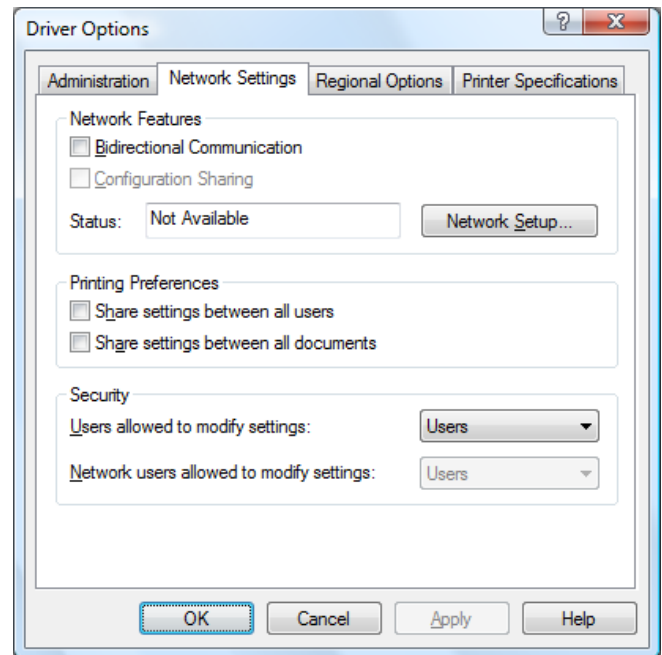 Driver Options
Administration Network Settings Regional Options Printer Specifications
Network Features
Bidirectional Communication
Configuration Sharing
Status: Not Available Network Setup...
Printing Preferences
Share settings between all users
Share settings between all documents
Security
Users allowed to modify settings: Users
Network users allowed to modify settings: Users
OK Cancel Apply Help